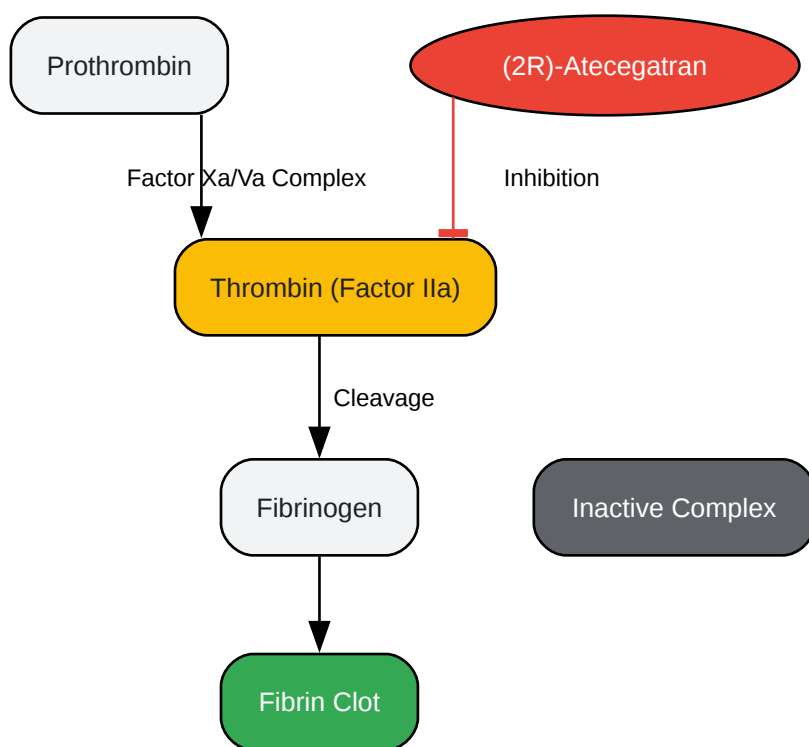 Prothrombin
(2R)-Atecegatran
Factor Xa/Va Complex
Inhibition
Thrombin (Factor IIa)
Cleavage
Fibrinogen
Inactive Complex
Fibrin Clot